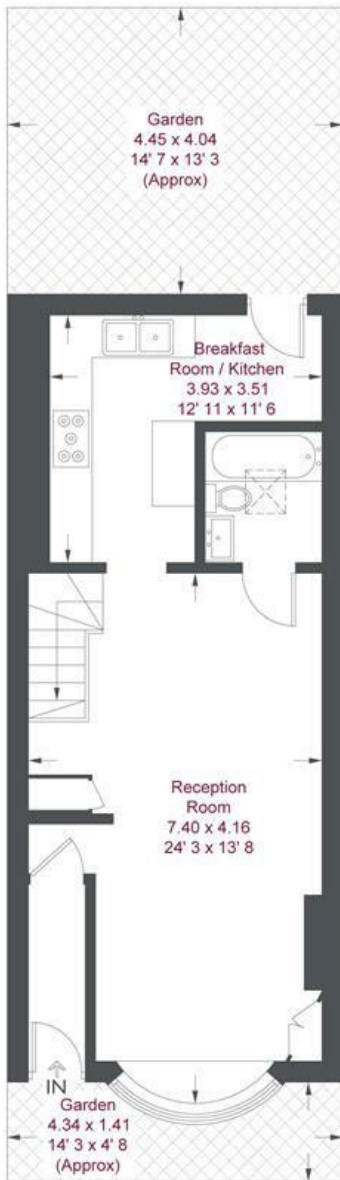 Garden
4.45 x 4.04
14' 7 x 13' 3
(Approx)
Breakfast
Room / Kitchen
3.93 x 3.51
12' 11 x 11' 6
Reception
Room
7.40 x 4.16
24' 3 x 13' 8
IN
Garden
4.34 x 1.41
14' 3 x 4' 8
(Approx)